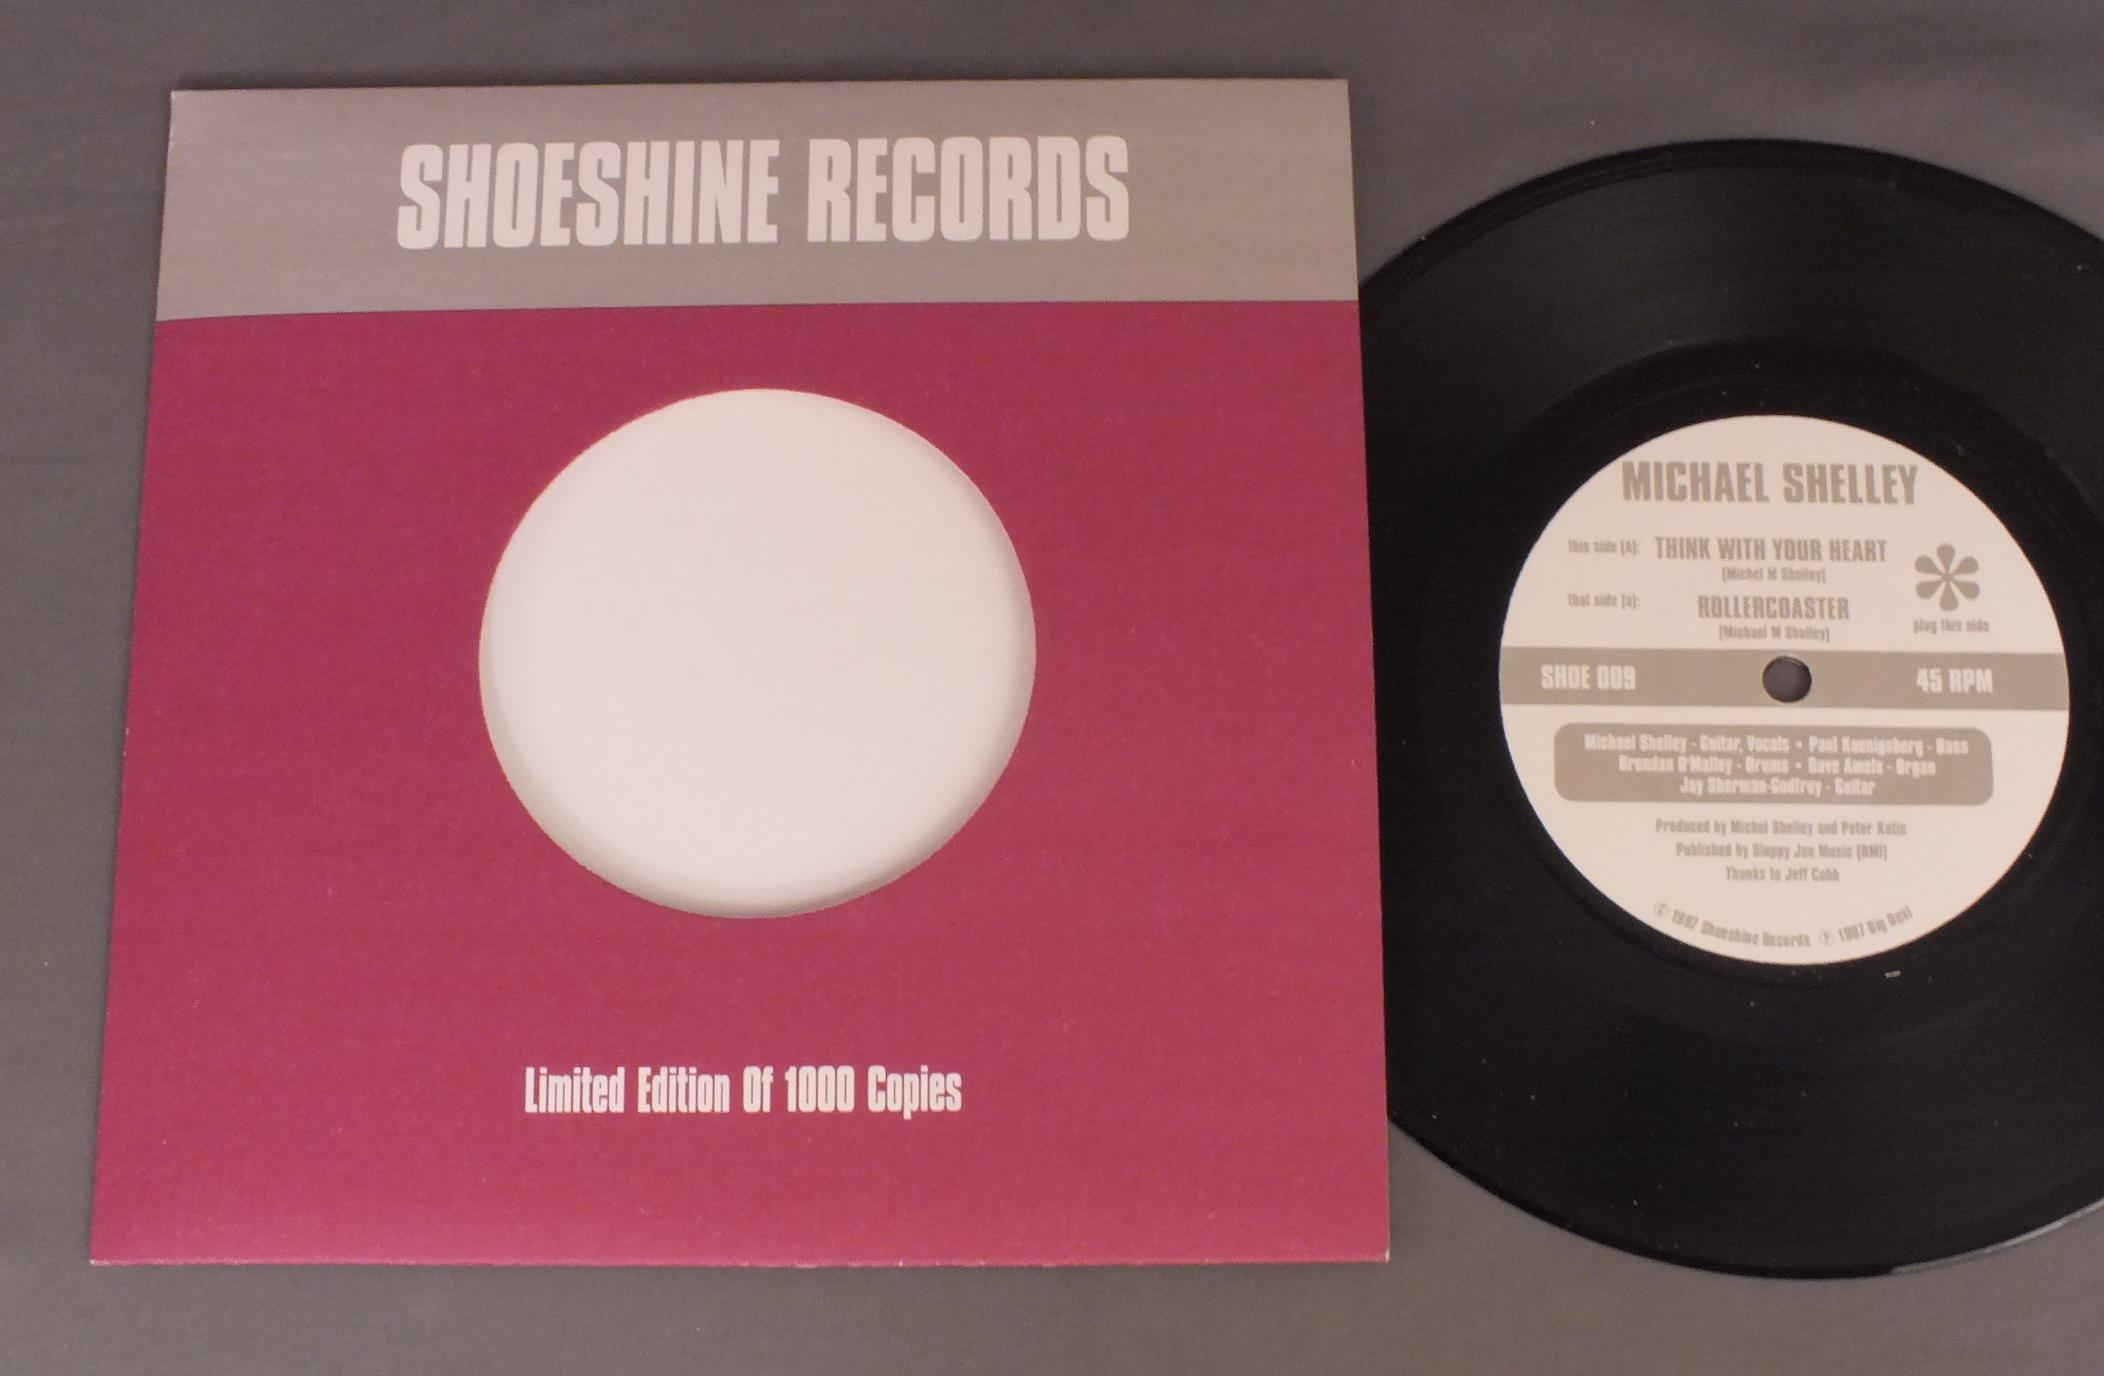 SHOESHINE RECORDS
Limited Edition Of 1000 Copies
MICHAEL SHELLEY
this side (A): THINK WITH YOUR HEART
(Michel M Shelley)
that side (a): ROLLERCOASTER
(Michael M Shelley)
plug this side
SHOE 009 45 RPM
Michael Shelley - Guitar, Vocals • Paul Koenigsberg - Bass
Brendan O'Malley - Drums • Dave Amels - Organ
Jay Sherman-Godfrey - Guitar
Produced by Michel Shelley and Peter Katis
Published by Sloppy Joe Music (BMI)
Thanks to Jeff Cobb
© 1997 Shoeshine Records ℗ 1997 Big Deal